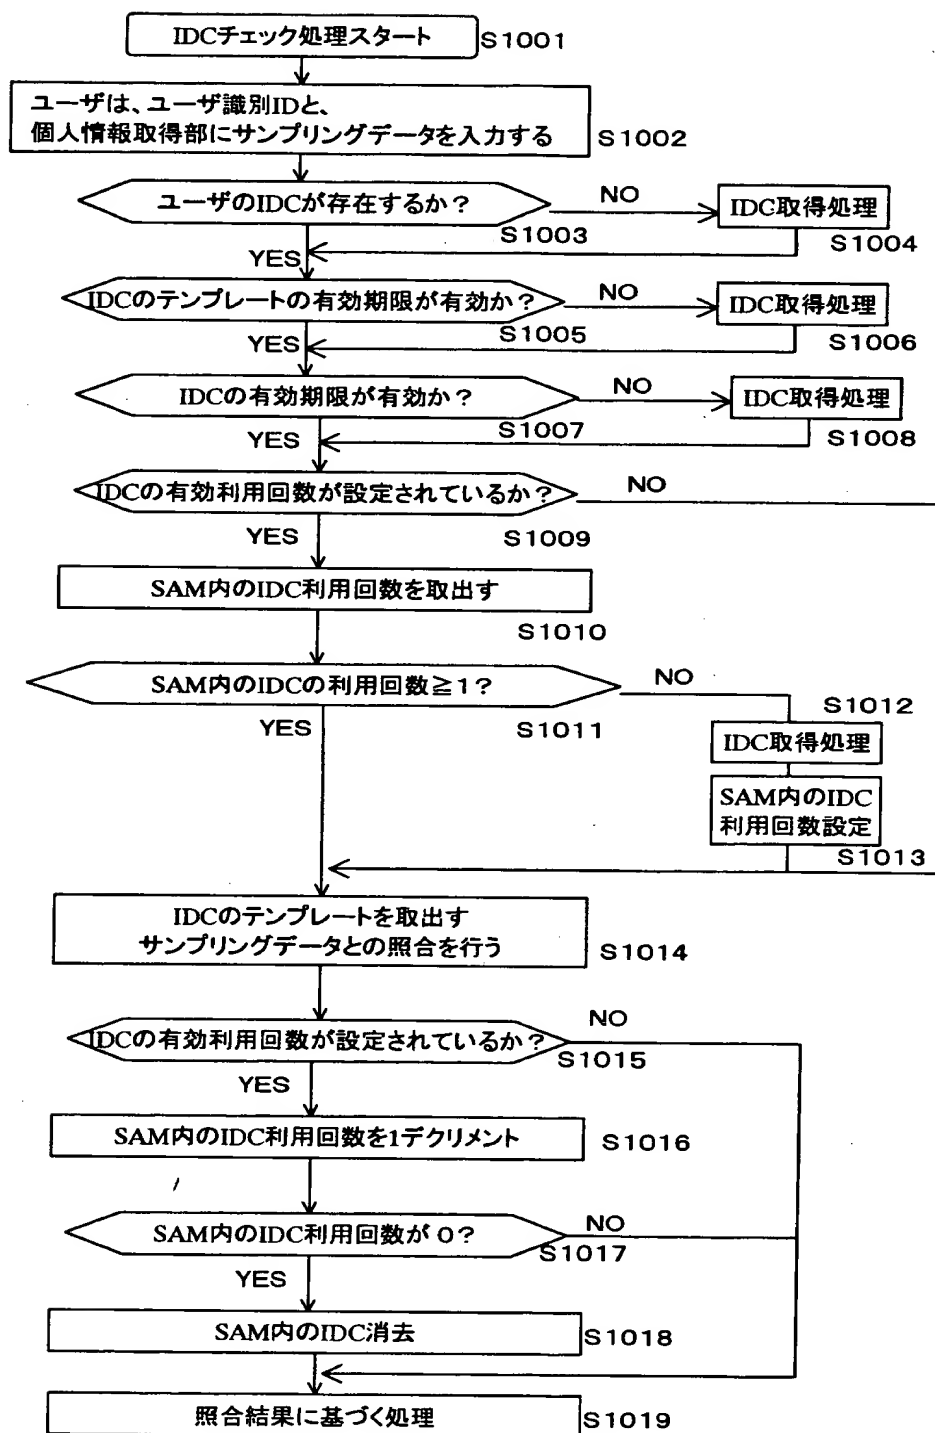 IDCチェック処理スタート
S1001
ユーザは、ユーザ識別IDと、
個人情報取得部にサンプリングデータを入力する
S1002
ユーザのIDCが存在するか？
NO
IDC取得処理
S1003
S1004
YES
IDCのテンプレートの有効期限が有効か？
NO
IDC取得処理
S1005
S1006
YES
IDCの有効期限が有効か？
NO
IDC取得処理
S1007
S1008
YES
IDCの有効利用回数が設定されているか？
NO
YES
S1009
SAM内のIDC利用回数を取出す
S1010
SAM内のIDCの利用回数≧1？
NO
YES
S1011
S1012
IDC取得処理
SAM内のIDC
利用回数設定
S1013
IDCのテンプレートを取出す
サンプリングデータとの照合を行う
S1014
IDCの有効利用回数が設定されているか？
NO
S1015
YES
SAM内のIDC利用回数を1デクリメント
S1016
SAM内のIDC利用回数が 0？
NO
S1017
YES
SAM内のIDC消去
S1018
照合結果に基づく処理
S1019